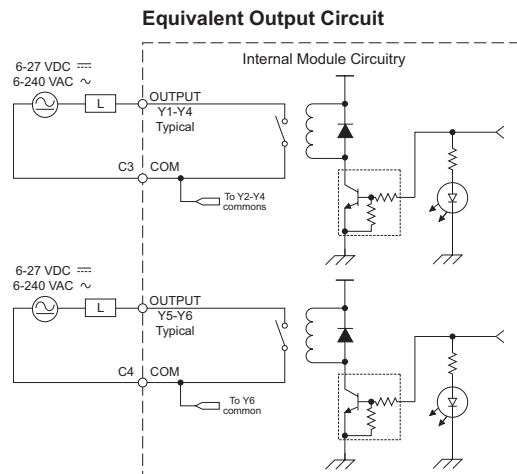 Equivalent Output Circuit
Internal Module Circuitry
6-27 VDC ⎓
6-240 VAC ∿
L
OUTPUT
Y1-Y4
Typical
C3
COM
To Y2-Y4
commons
6-27 VDC ⎓
6-240 VAC ∿
L
OUTPUT
Y5-Y6
Typical
C4
COM
To Y6
common